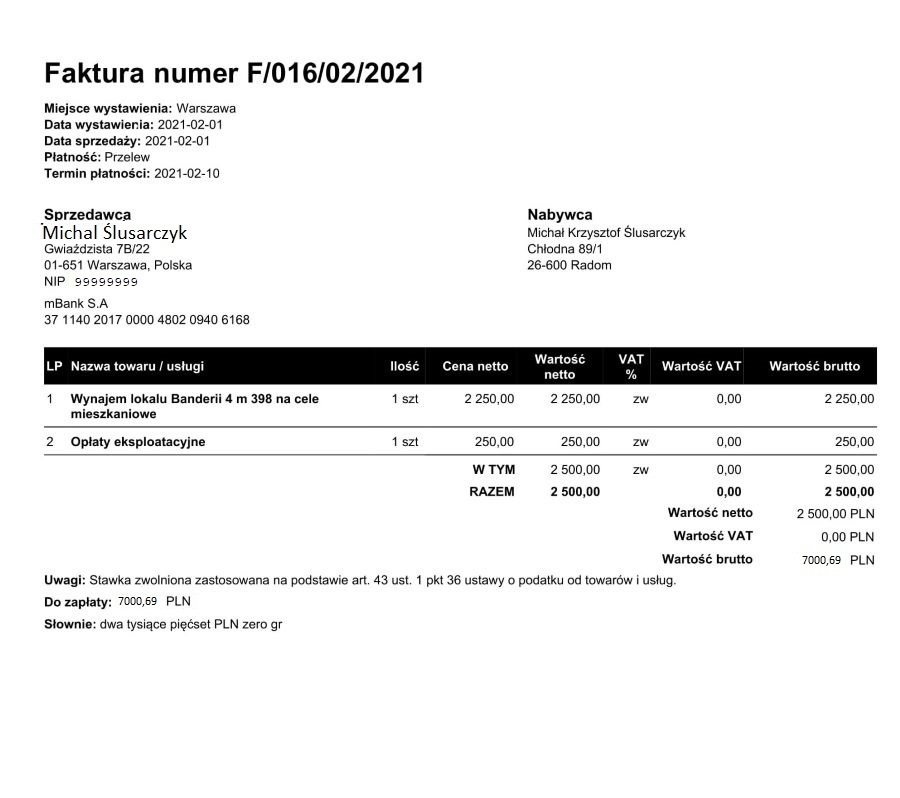 Faktura numer F/016/02/2021
Miejsce wystawienia: Warszawa
Data wystawienia: 2021-02-01
Data sprzedaży: 2021-02-01
Płatność: Przelew
Termin płatności: 2021-02-10
Sprzedawca
Michal Ślusarczyk
Gwiaździsta 7B/22
01-651 Warszawa, Polska
NIP 99999999
mBank S.A
37 1140 2017 0000 4802 0940 6168
Nabywca
Michał Krzysztof Ślusarczyk
Chłodna 89/1
26-600 Radom
LP Nazwa towaru / usługi Ilość Cena netto Wartość netto VAT % Wartość VAT Wartość brutto
1 Wynajem lokalu Banderii 4 m 398 na cele 1 szt 2 250,00 2 250,00 zw 0,00 2 250,00
mieszkaniowe
2 Opłaty eksploatacyjne 1 szt 250,00 250,00 zw 0,00 250,00
W TYM 2 500,00 zw 0,00 2 500,00
RAZEM 2 500,00 0,00 2 500,00
Wartość netto 2 500,00 PLN
Wartość VAT 0,00 PLN
Wartość brutto 7000,69 PLN
Uwagi: Stawka zwolniona zastosowana na podstawie art. 43 ust. 1 pkt 36 ustawy o podatku od towarów i usług.
Do zapłaty: 7000,69 PLN
Słownie: dwa tysiące pięćset PLN zero gr